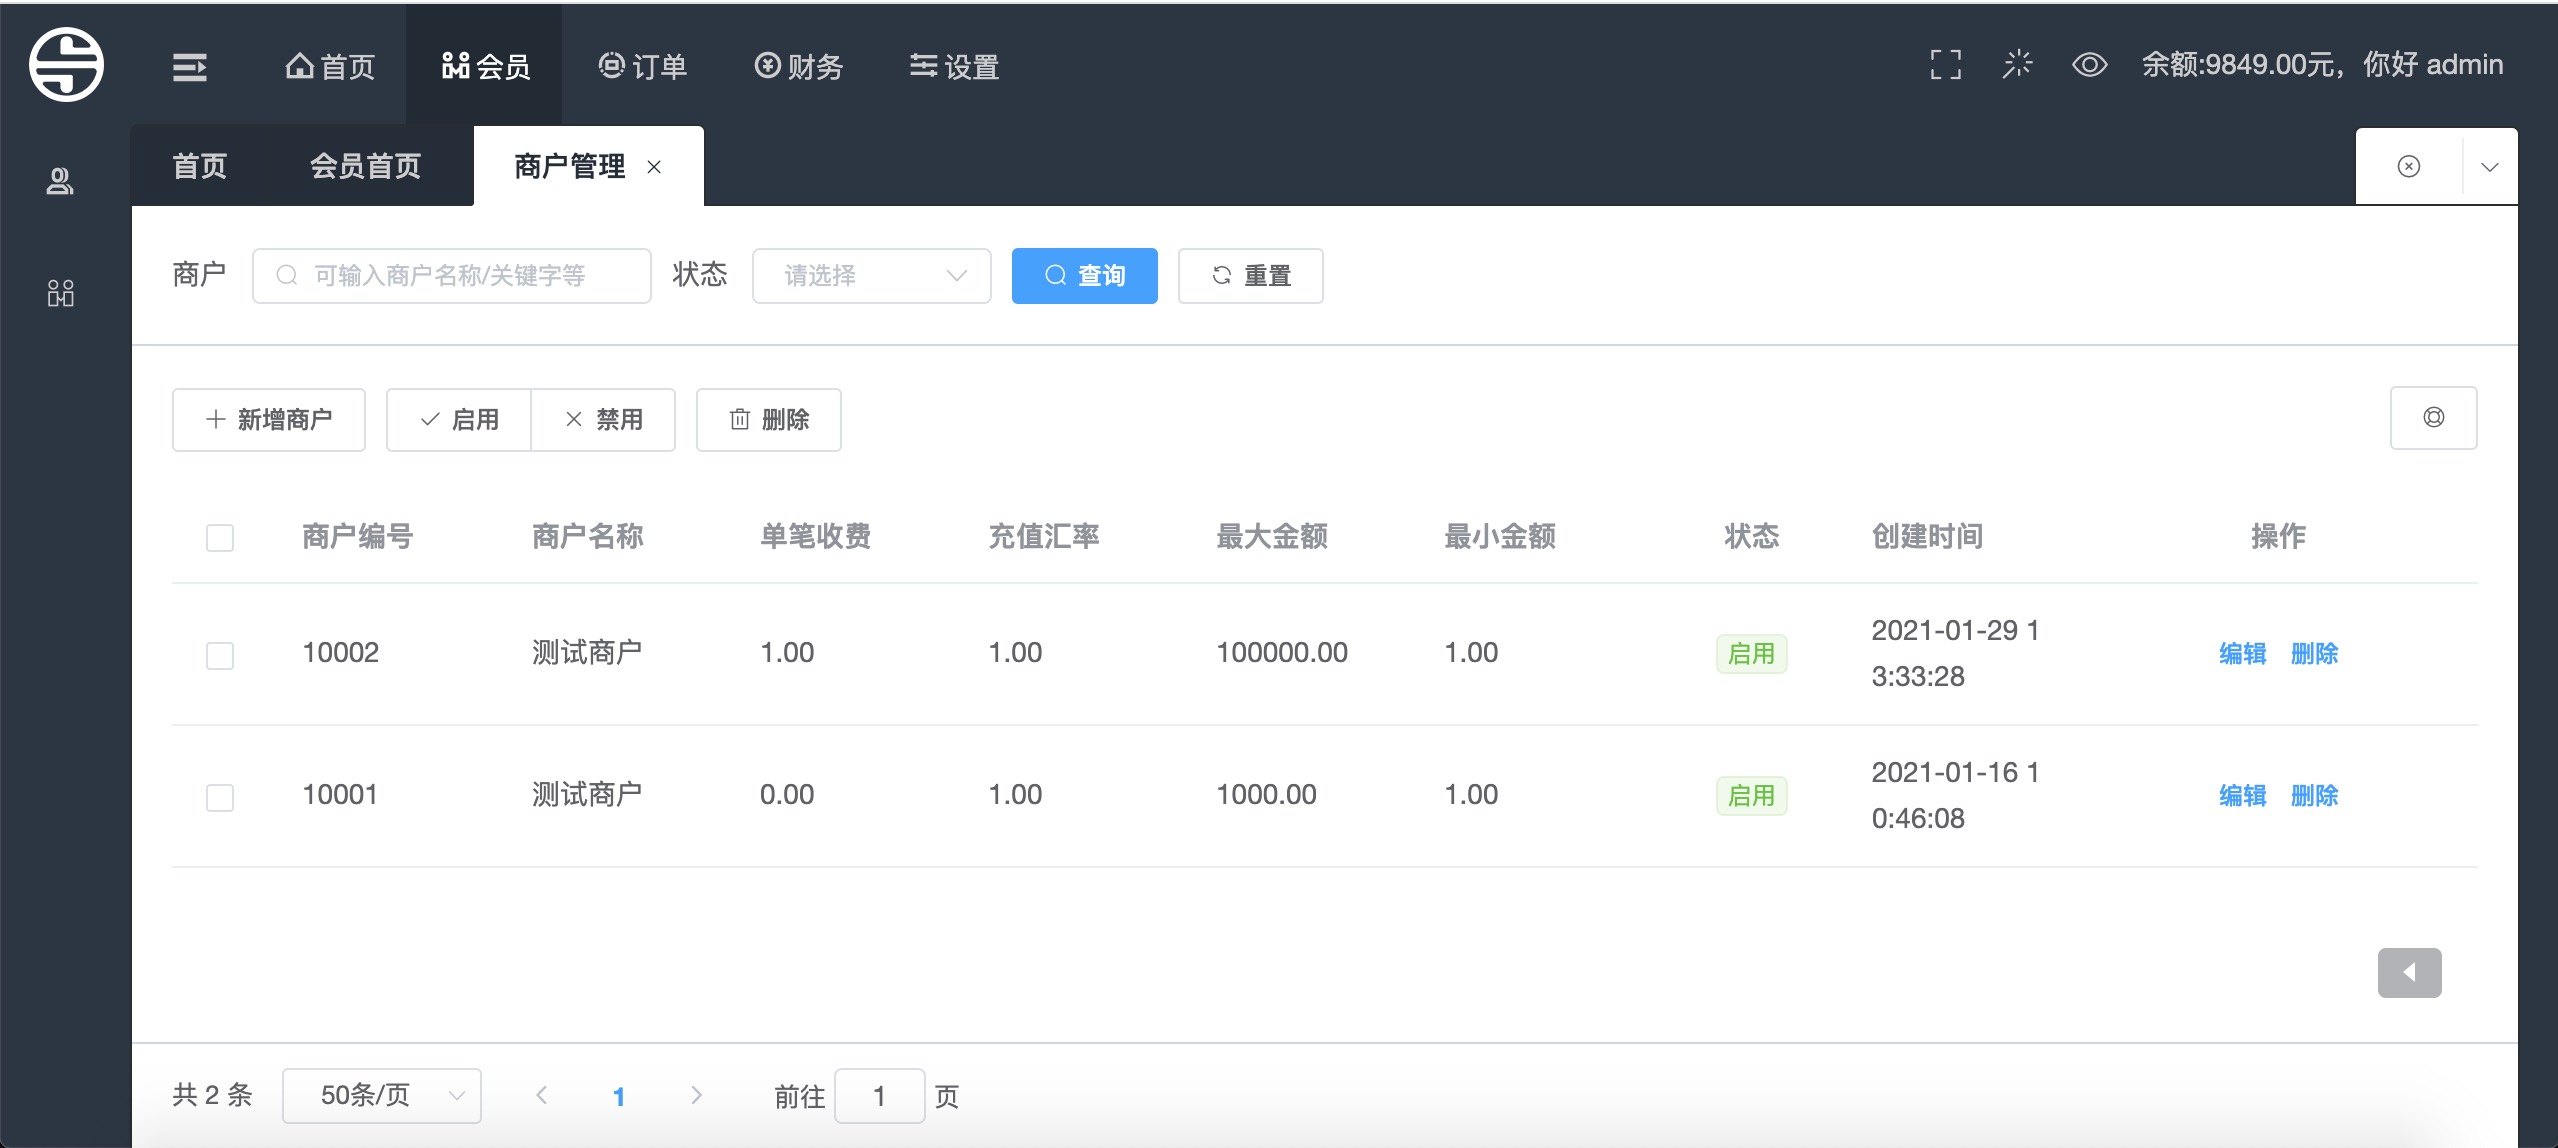 首页 会员 订单 财务 设置 余额:9849.00元，你好 admin
首页 会员首页 商户管理
商户 可输入商户名称/关键字等 状态 请选择 查询 重置
新增商户 启用 禁用 删除
商户编号 商户名称 单笔收费 充值汇率 最大金额 最小金额 状态 创建时间 操作
10002 测试商户 1.00 1.00 100000.00 1.00 启用 2021-01-29 1
3:33:28 编辑 删除
10001 测试商户 0.00 1.00 1000.00 1.00 启用 2021-01-16 1
0:46:08 编辑 删除
共 2 条 50条/页 1 前往 1 页